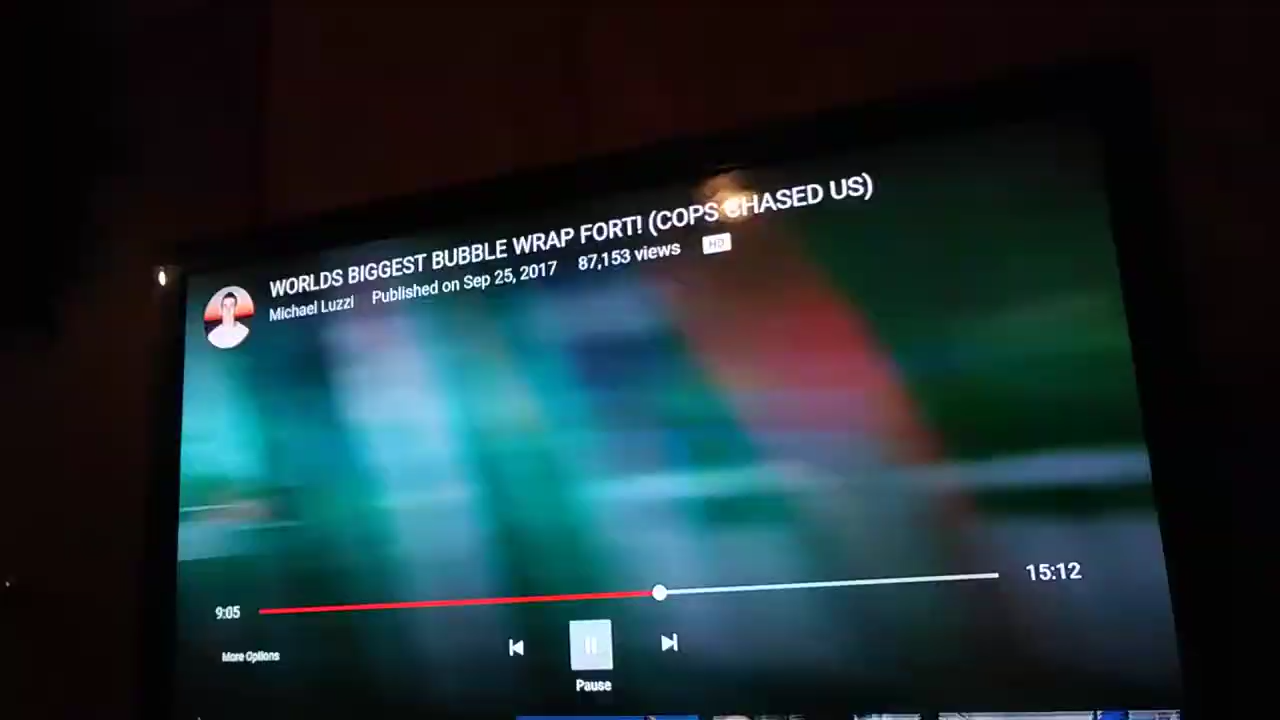 WORLDS BIGGEST BUBBLE WRAP FORT! (COPS CHASED US)
Michael Luzzi Published on Sep 25, 2017 87,153 views HD
9:05 15:12
More Options
Pause